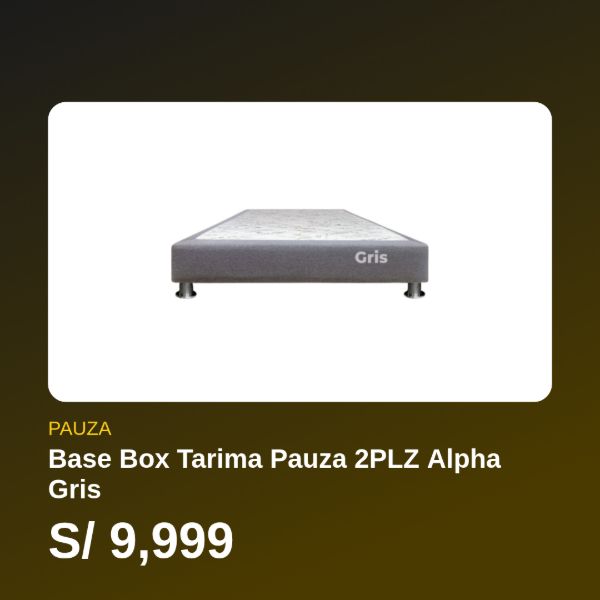 Gris
PAUZA
Base Box Tarima Pauza 2PLZ Alpha
Gris
S/ 9,999